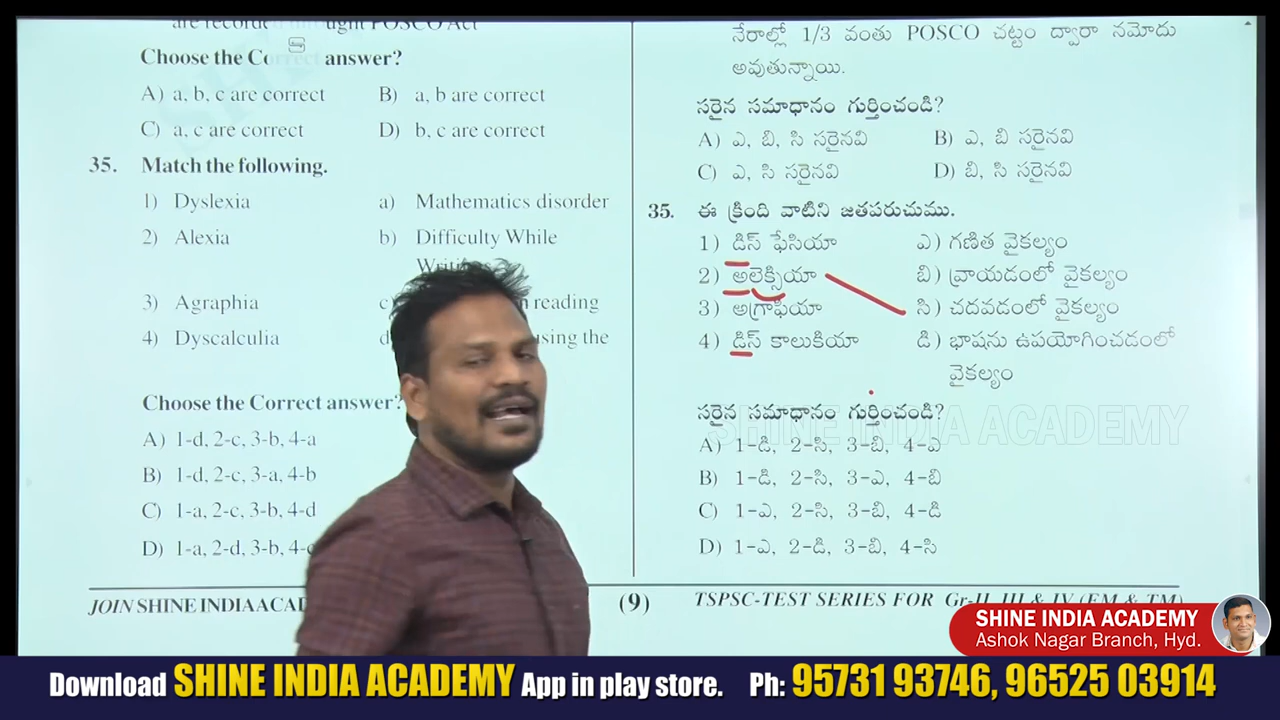 are recorded throught POSCO Act
Choose the Correct answer?
A) a, b, c are correct B) a, b are correct
C) a, c are correct D) b, c are correct
35. Match the following.
1) Dyslexia a) Mathematics disorder
2) Alexia b) Difficulty While
3) Agraphia reading
4) Dyscalculia using the
Choose the Correct answer?
A) 1-d, 2-c, 3-b, 4-a
B) 1-d, 2-c, 3-a, 4-b
C) 1-a, 2-c, 3-b, 4-d
D) 1-a, 2-d, 3-b,
నేరాల్లో 1/3 వంతు POSCO చట్టం ద్వారా నమోదు
అవుతున్నాయి.
సరైన సమాధానం గుర్తించండి?
A) ఎ, బి, సి సరైనవి B) ఎ, బి సరైనవి
C) ఎ, సి సరైనవి D) బి, సి సరైనవి
35. ఈ క్రింది వాటిని జతపరుచుము.
1) డిస్ ఫేసియా ఎ) గణిత వైకల్యం
2) అలెక్సియా బి) వ్రాయడంలో వైకల్యం
3) అగ్రాఫియా సి) చదవడంలో వైకల్యం
4) డిస్ కాలుకియా డి) భాషను ఉపయోగించడంలో
వైకల్యం
సరైన సమాధానం గుర్తించండి?
SHINE INDIA ACADEMY
A) 1-డి, 2-సి, 3-బి, 4-ఎ
B) 1-డి, 2-సి, 3-ఎ, 4-బి
C) 1-ఎ, 2-సి, 3-బి, 4-డి
D) 1-ఎ, 2-డి, 3-బి, 4-సి
JOIN SHINE INDIA (9) TSPSC-TEST SERIES FOR Gr-II, III & IV (EM & TM)
SHINE INDIA ACADEMY
Ashok Nagar Branch, Hyd.
Download SHINE INDIA ACADEMY App in play store. Ph: 95731 93746, 96525 03914